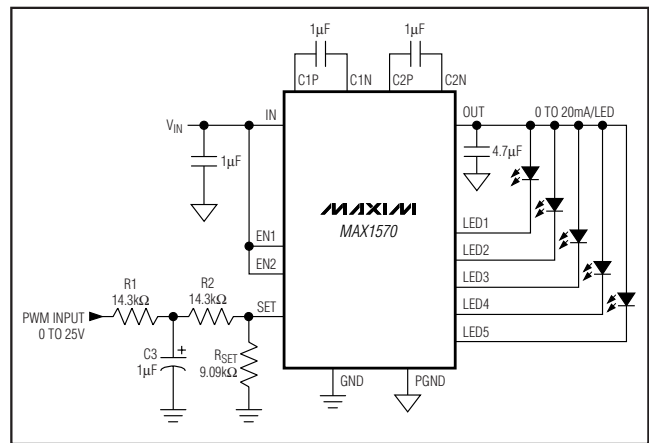 1µF 1µF
C1P C1N C2P C2N
VIN IN OUT 0 TO 20mA/LED
1µF 4.7µF
MAXIM
MAX1570
LED1
EN1 LED2
EN2 LED3
R1 R2
14.3kΩ 14.3kΩ SET LED4
PWM INPUT
0 TO 25V LED5
C3 +
1µF
RSET
9.09kΩ
GND PGND